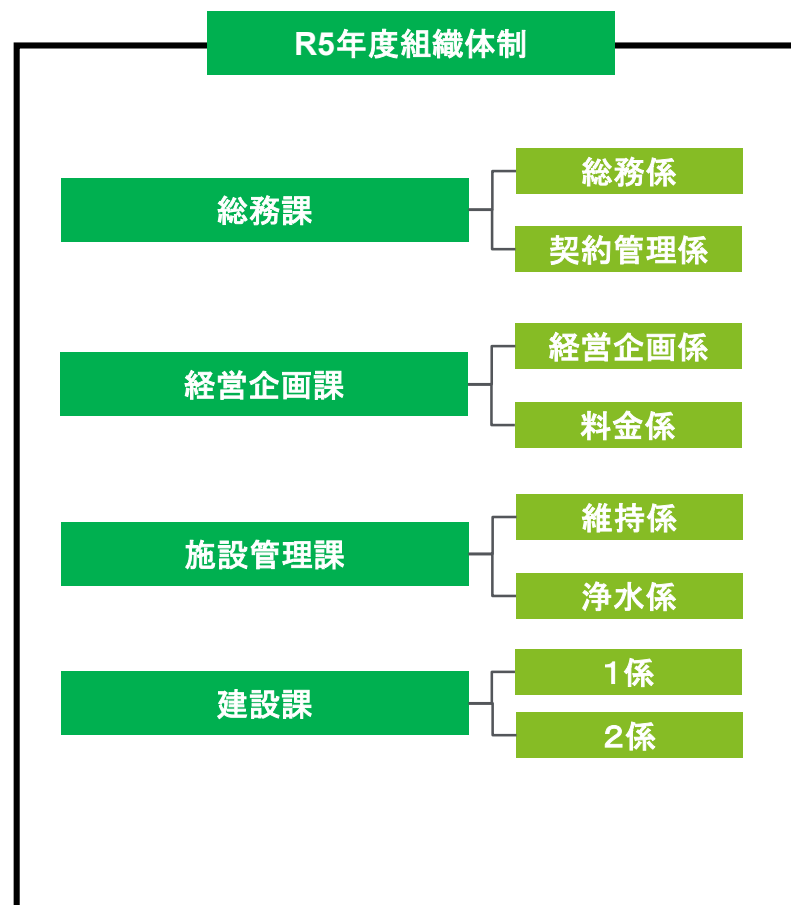 R5年度組織体制
総務課
総務係
契約管理係
経営企画課
経営企画係
料金係
施設管理課
維持係
浄水係
建設課
１係
２係